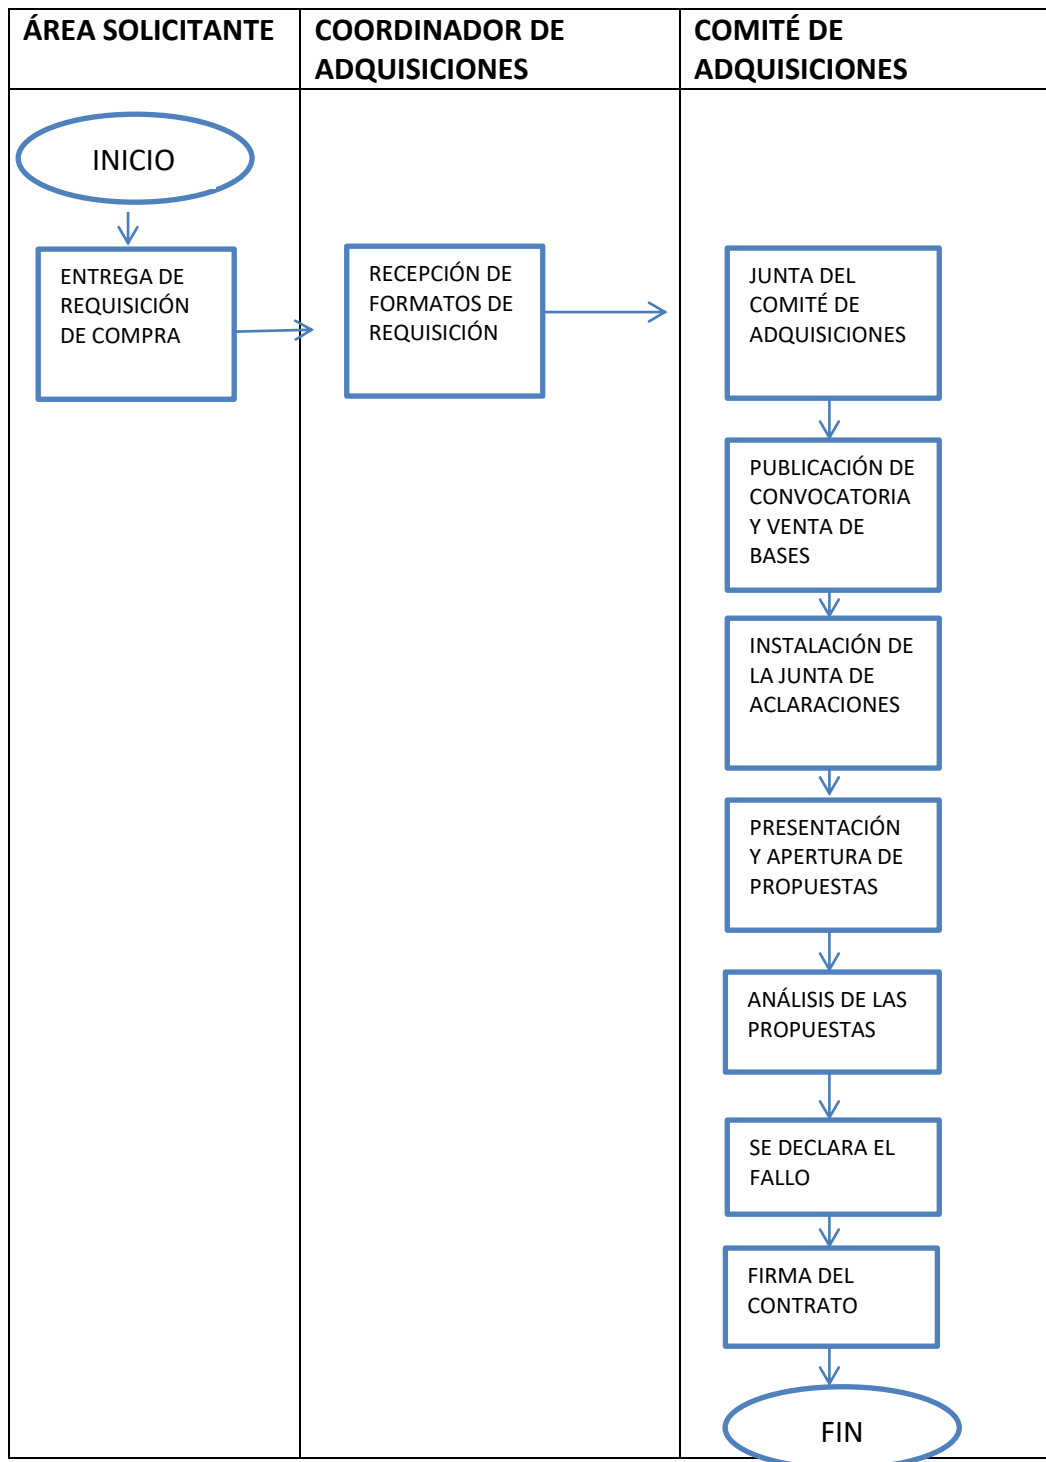 ÁREA SOLICITANTE
COORDINADOR DE
ADQUISICIONES
COMITÉ DE
ADQUISICIONES
INICIO
ENTREGA DE
REQUISICIÓN
DE COMPRA
RECEPCIÓN DE
FORMATOS DE
REQUISICIÓN
JUNTA DEL
COMITÉ DE
ADQUISICIONES
PUBLICACIÓN DE
CONVOCATORIA
Y VENTA DE
BASES
INSTALACIÓN DE
LA JUNTA DE
ACLARACIONES
PRESENTACIÓN
Y APERTURA DE
PROPUESTAS
ANÁLISIS DE LAS
PROPUESTAS
SE DECLARA EL
FALLO
FIRMA DEL
CONTRATO
FIN